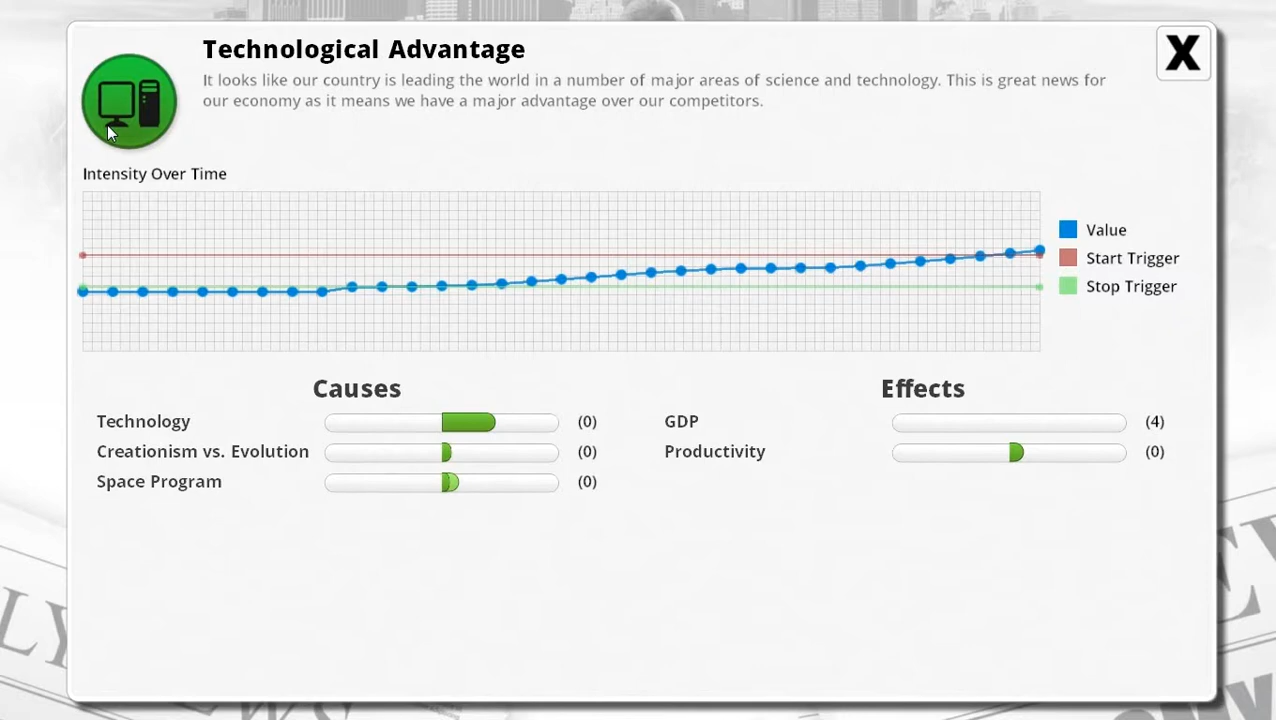 Technological Advantage
It looks like our country is leading the world in a number of major areas of science and technology. This is great news for
our economy as it means we have a major advantage over our competitors.
X
Intensity Over Time
Value
Start Trigger
Stop Trigger
Causes
Effects
Technology (0)
GDP (4)
Creationism vs. Evolution (0)
Productivity (0)
Space Program (0)